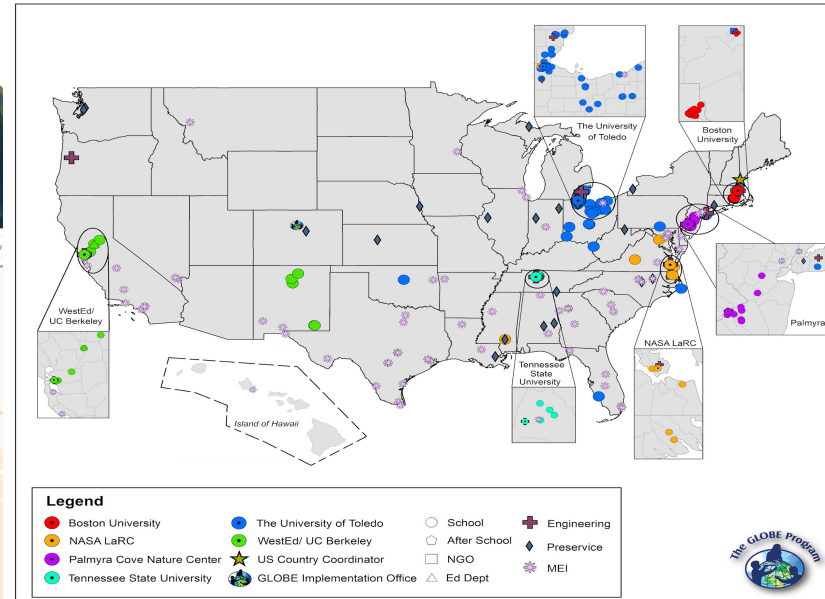 The University
of Toledo
Boston
University
WestEd/
UC Berkeley
Palmyra
NASA LaRC
Tennessee
State
University
Island of Hawaii
Legend
Boston University
The University of Toledo
School
Engineering
NASA LaRC
WestEd/ UC Berkeley
After School
Preservice
Palmyra Cove Nature Center
US Country Coordinator
NGO
MEI
Tennessee State University
GLOBE Implementation Office
Ed Dept
The GLOBE Program